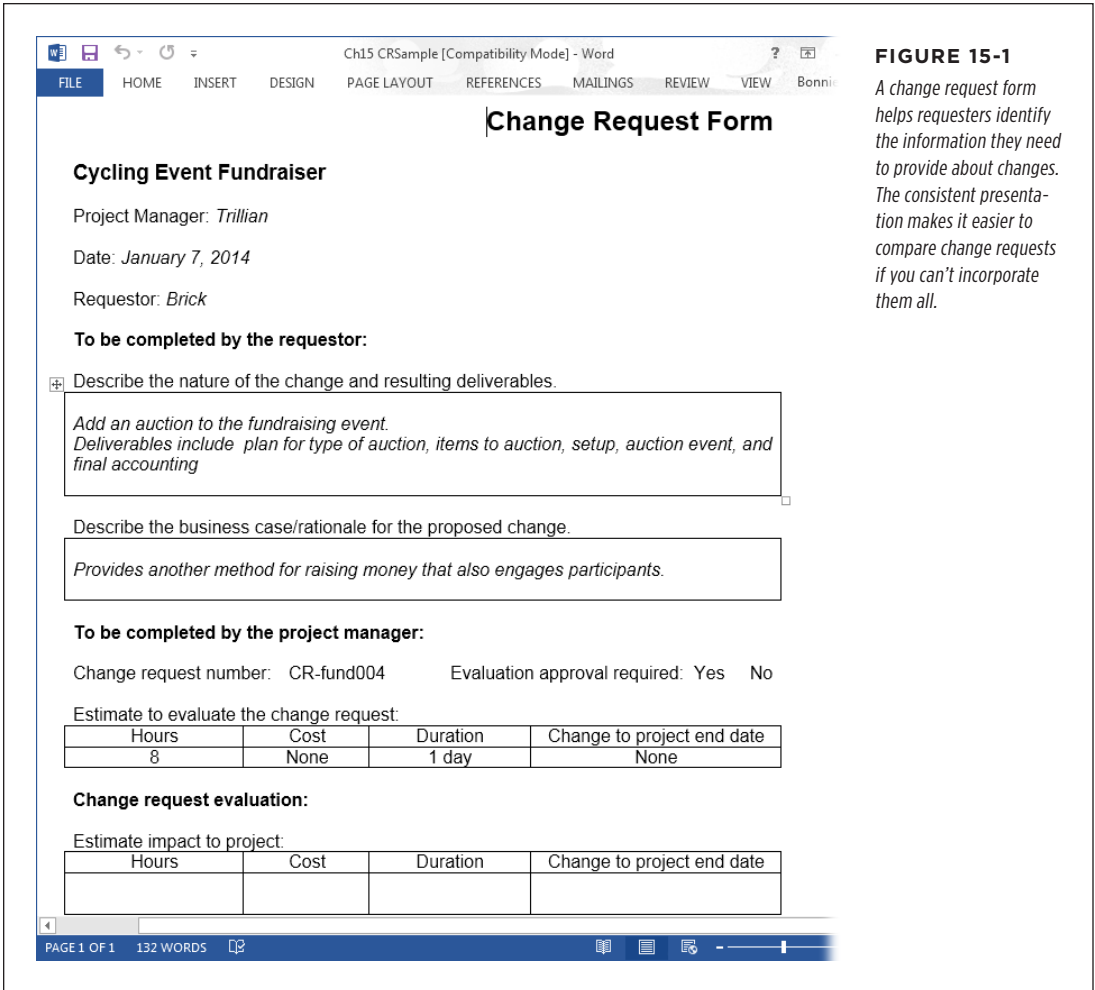 Ch15 CRSample [Compatibility Mode] - Word
?
FILE HOME INSERT DESIGN PAGE LAYOUT REFERENCES MAILINGS REVIEW VIEW Bonnie
Change Request Form
Cycling Event Fundraiser
Project Manager: Trillian
Date: January 7, 2014
Requestor: Brick
To be completed by the requestor:
Describe the nature of the change and resulting deliverables.
Add an auction to the fundraising event.
Deliverables include plan for type of auction, items to auction, setup, auction event, and
final accounting
Describe the business case/rationale for the proposed change.
Provides another method for raising money that also engages participants.
To be completed by the project manager:
Change request number: CR-fund004 Evaluation approval required: Yes No
Estimate to evaluate the change request:
Hours Cost Duration Change to project end date
8 None 1 day None
Change request evaluation:
Estimate impact to project:
Hours Cost Duration Change to project end date
PAGE 1 OF 1 132 WORDS
FIGURE 15-1
A change request form
helps requesters identify
the information they need
to provide about changes.
The consistent presenta-
tion makes it easier to
compare change requests
if you can't incorporate
them all.